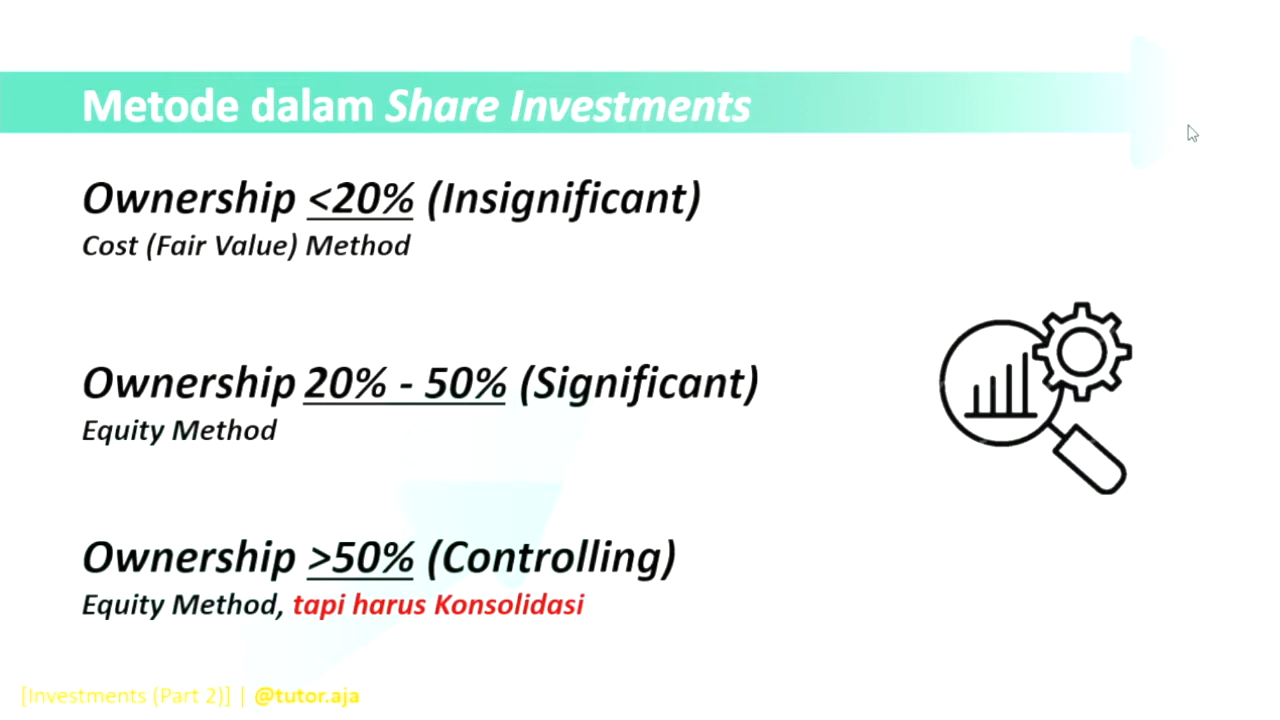 Metode dalam Share Investments
Ownership <20% (Insignificant)
Cost (Fair Value) Method
Ownership 20% - 50% (Significant)
Equity Method
Ownership >50% (Controlling)
Equity Method, tapi harus Konsolidasi
[Investments (Part 2)] | @tutor.aja